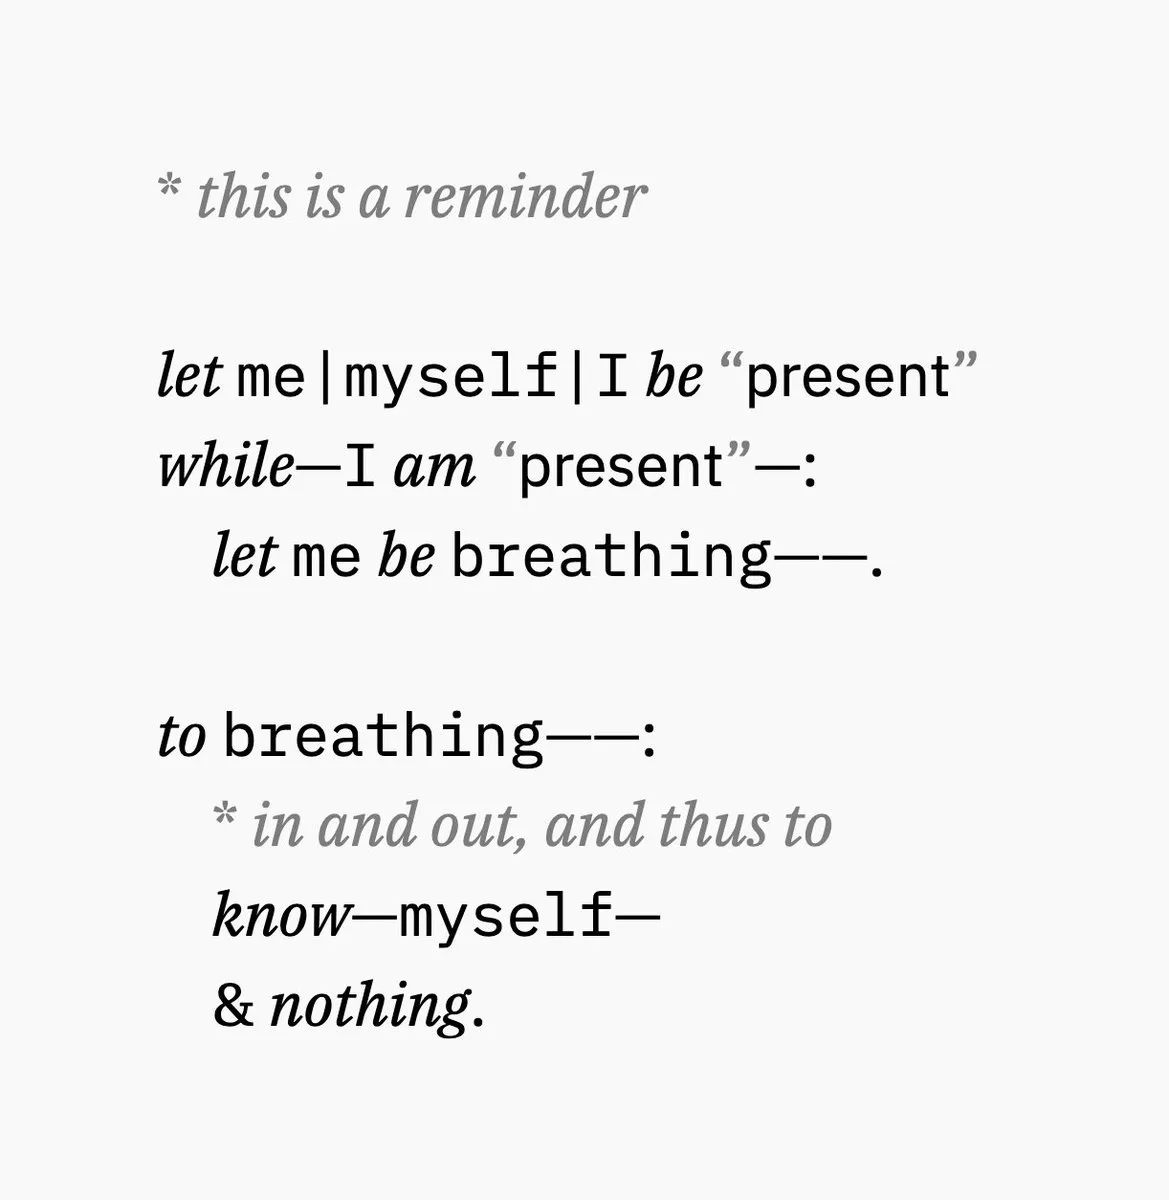 * this is a reminder
let me|myself|I be “present”
while—I am “present”—:
let me be breathing——.
to breathing——:
* in and out, and thus to
know—myself—
& nothing.